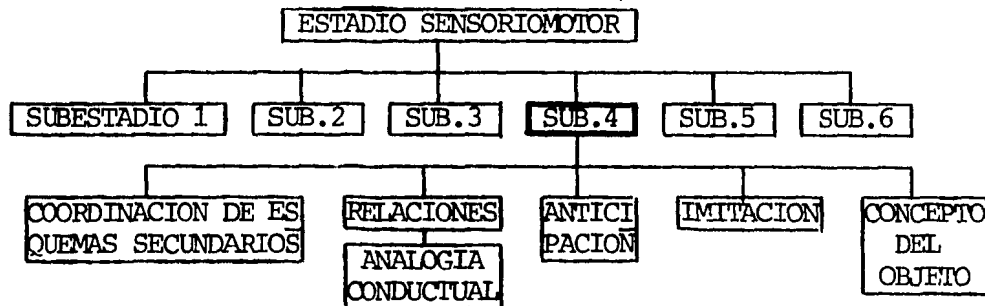 ESTADIO SENSORIOMOTOR
SUBESTADIO 1 SUB.2 SUB.3 SUB.4 SUB.5 SUB.6
COORDINACION DE ES
QUEMAS SECUNDARIOS
RELACIONES
ANALOGIA
CONDUCTUAL
ANTICI
PACION
IMITACION
CONCEPTO
DEL
OBJETO